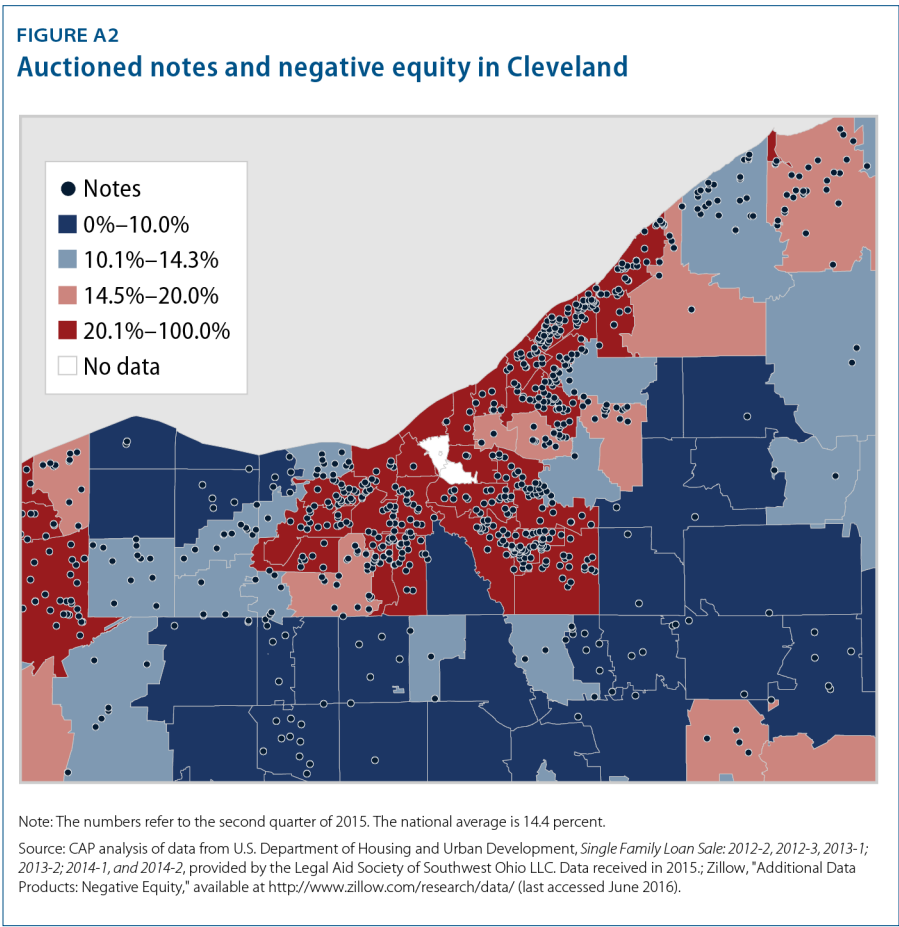 FIGURE A2
Auctioned notes and negative equity in Cleveland
Notes
0%–10.0%
10.1%–14.3%
14.5%–20.0%
20.1%–100.0%
No data
Note: The numbers refer to the second quarter of 2015. The national average is 14.4 percent.
Source: CAP analysis of data from U.S. Department of Housing and Urban Development, Single Family Loan Sale: 2012-2, 2012-3, 2013-1;
2013-2; 2014-1, and 2014-2, provided by the Legal Aid Society of Southwest Ohio LLC. Data received in 2015.; Zillow, "Additional Data
Products: Negative Equity," available at http://www.zillow.com/research/data/ (last accessed June 2016).